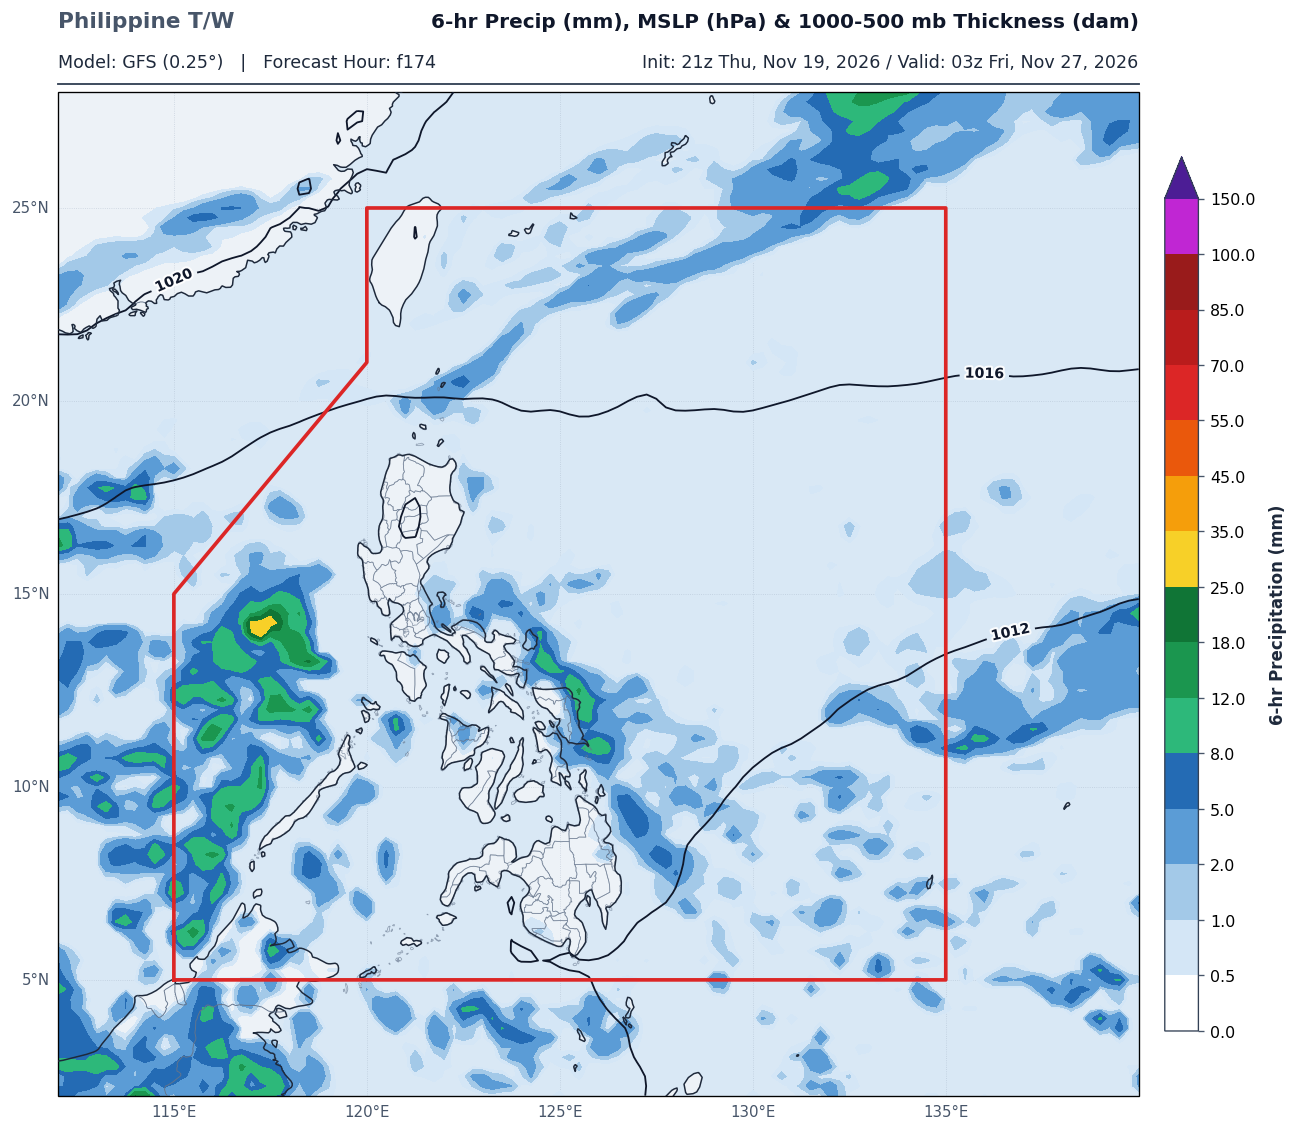 Philippine T/W
6-hr Precip (mm), MSLP (hPa) & 1000-500 mb Thickness (dam)
Model: GFS (0.25°) | Forecast Hour: f174
Init: 21z Thu, Nov 19, 2026 / Valid: 03z Fri, Nov 27, 2026
25°N
20°N
15°N
10°N
5°N
115°E
120°E
125°E
130°E
135°E
1020
1016
1012
150.0
100.0
85.0
70.0
55.0
45.0
35.0
25.0
18.0
12.0
8.0
5.0
2.0
1.0
0.5
0.0
6-hr Precipitation (mm)